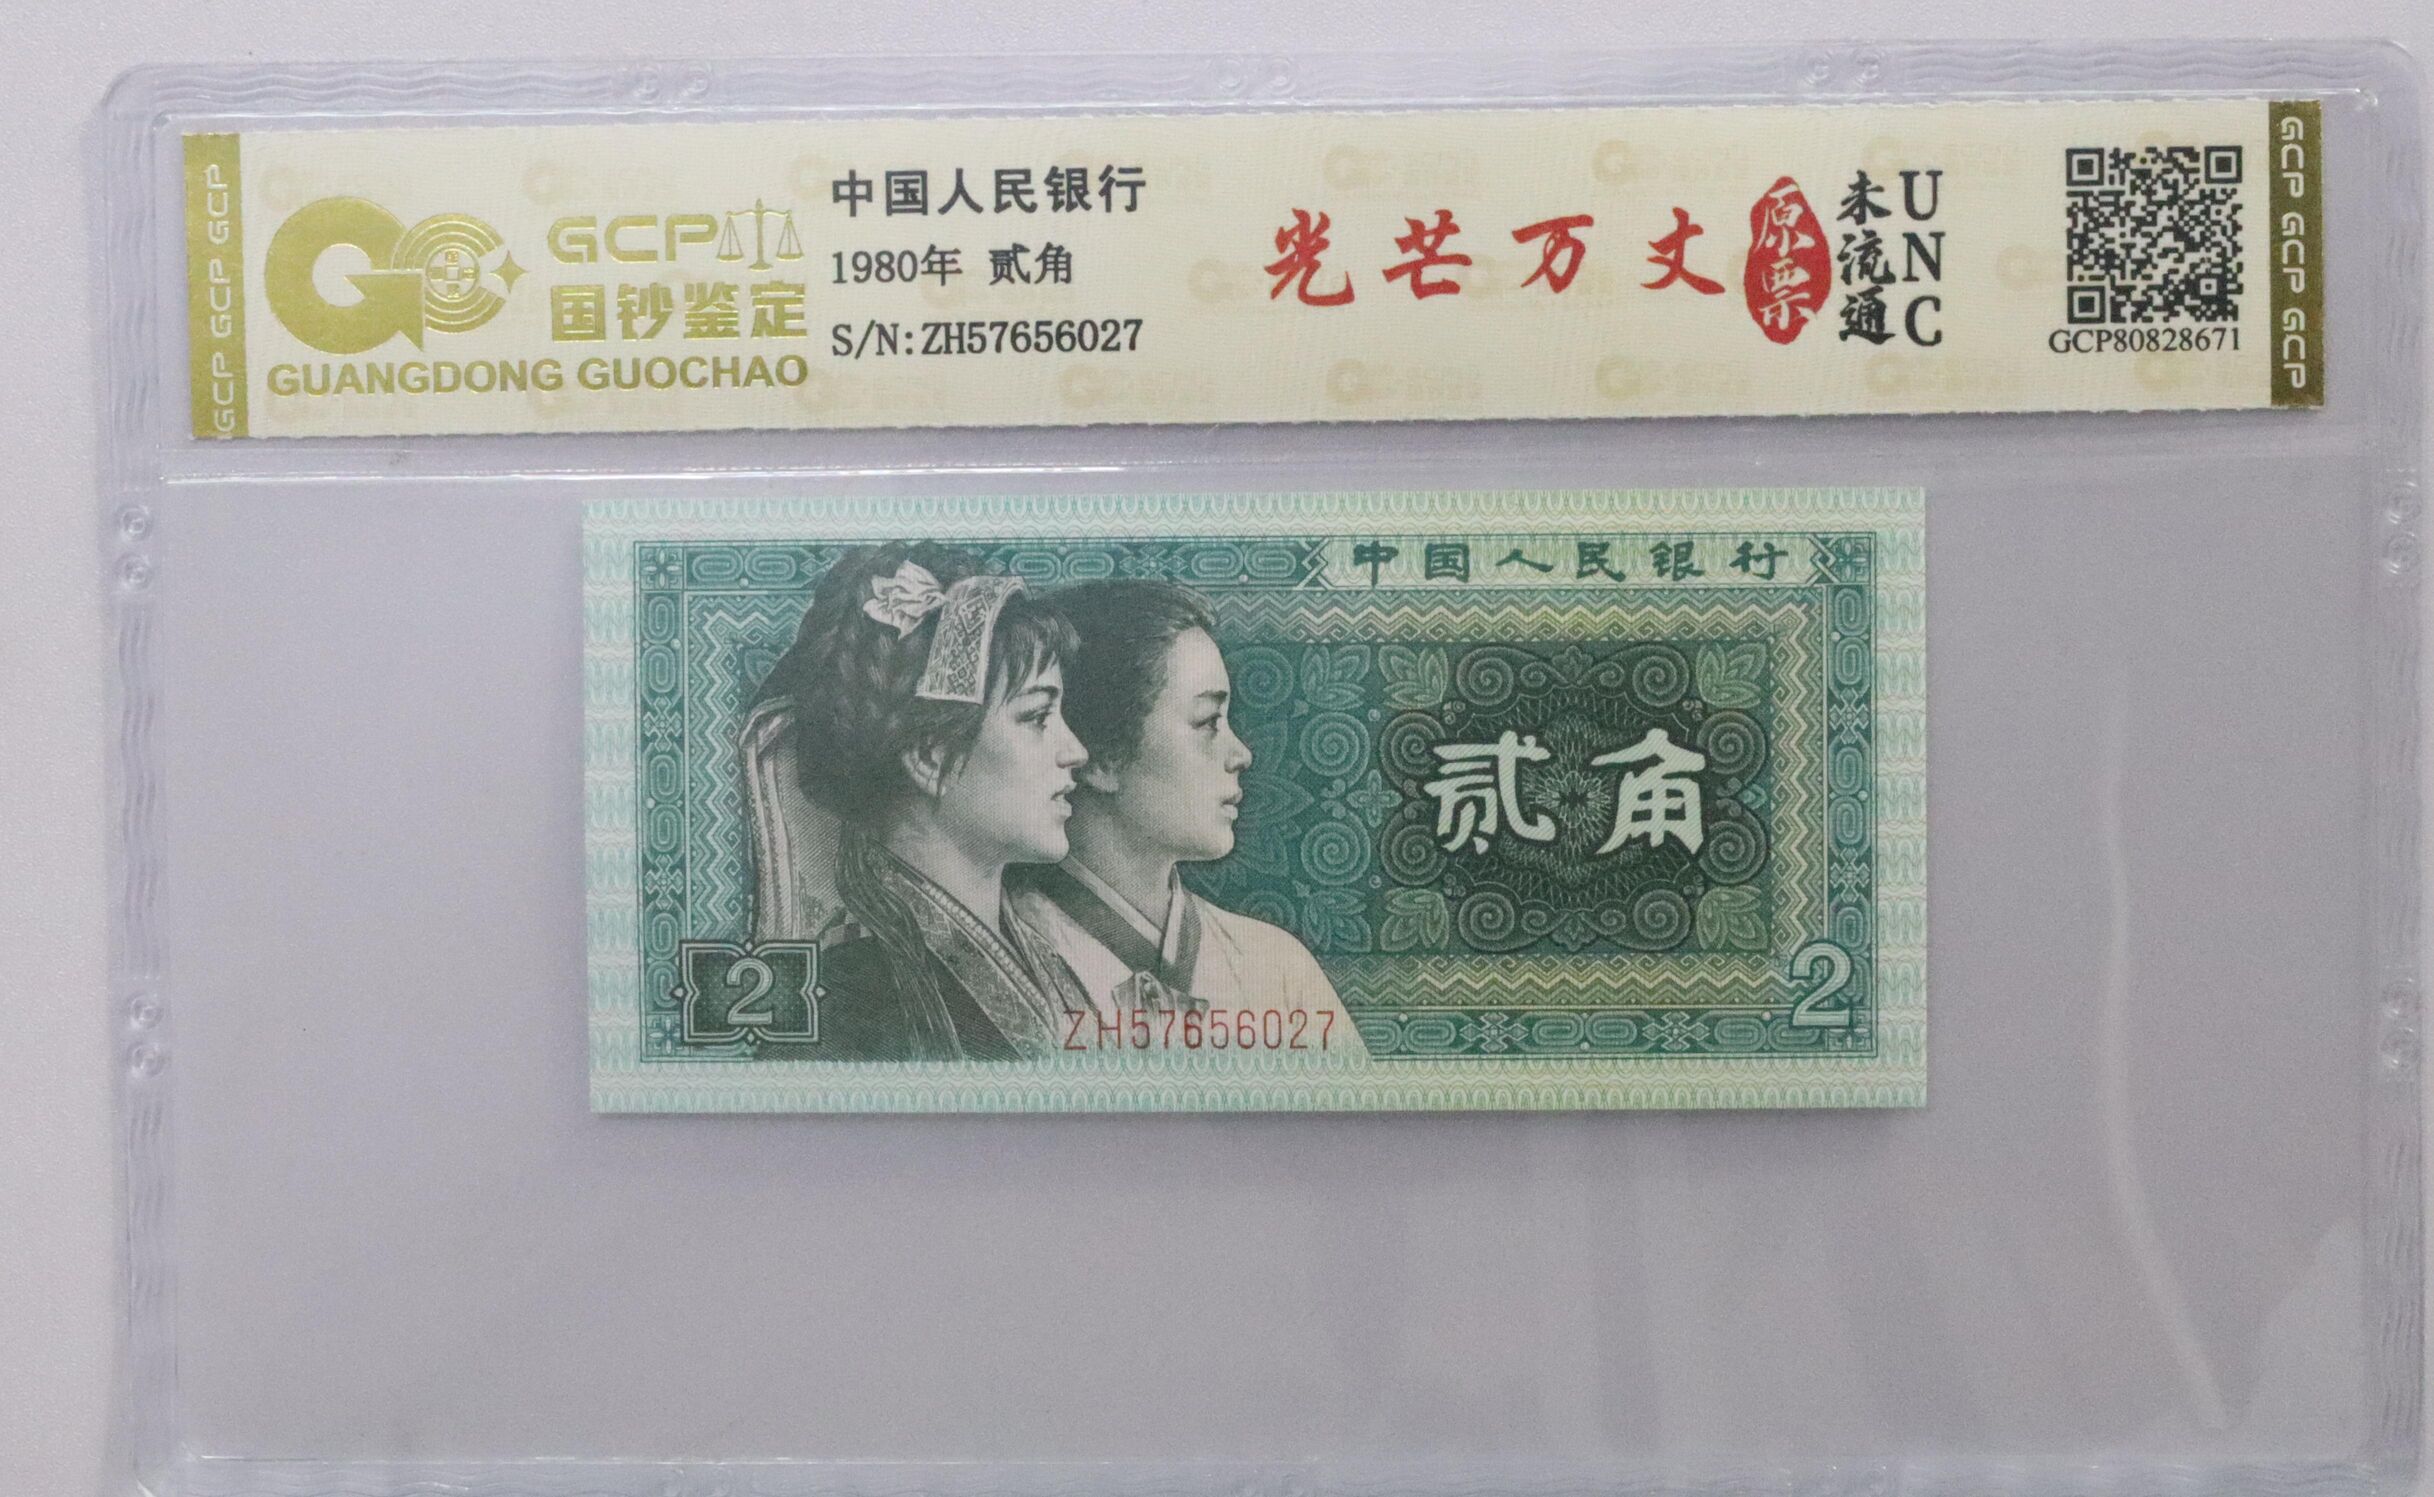 GCP GCP GCP
GCP
国钞鉴定
GUANGDONG GUOCHAO
中国人民银行
1980年 贰角
S/N:ZH57656027
光芒万丈
原票
未流通
UNC
GCP80828671
GCP GCP GCP
中国人民银行
贰角
2
2
ZH57656027